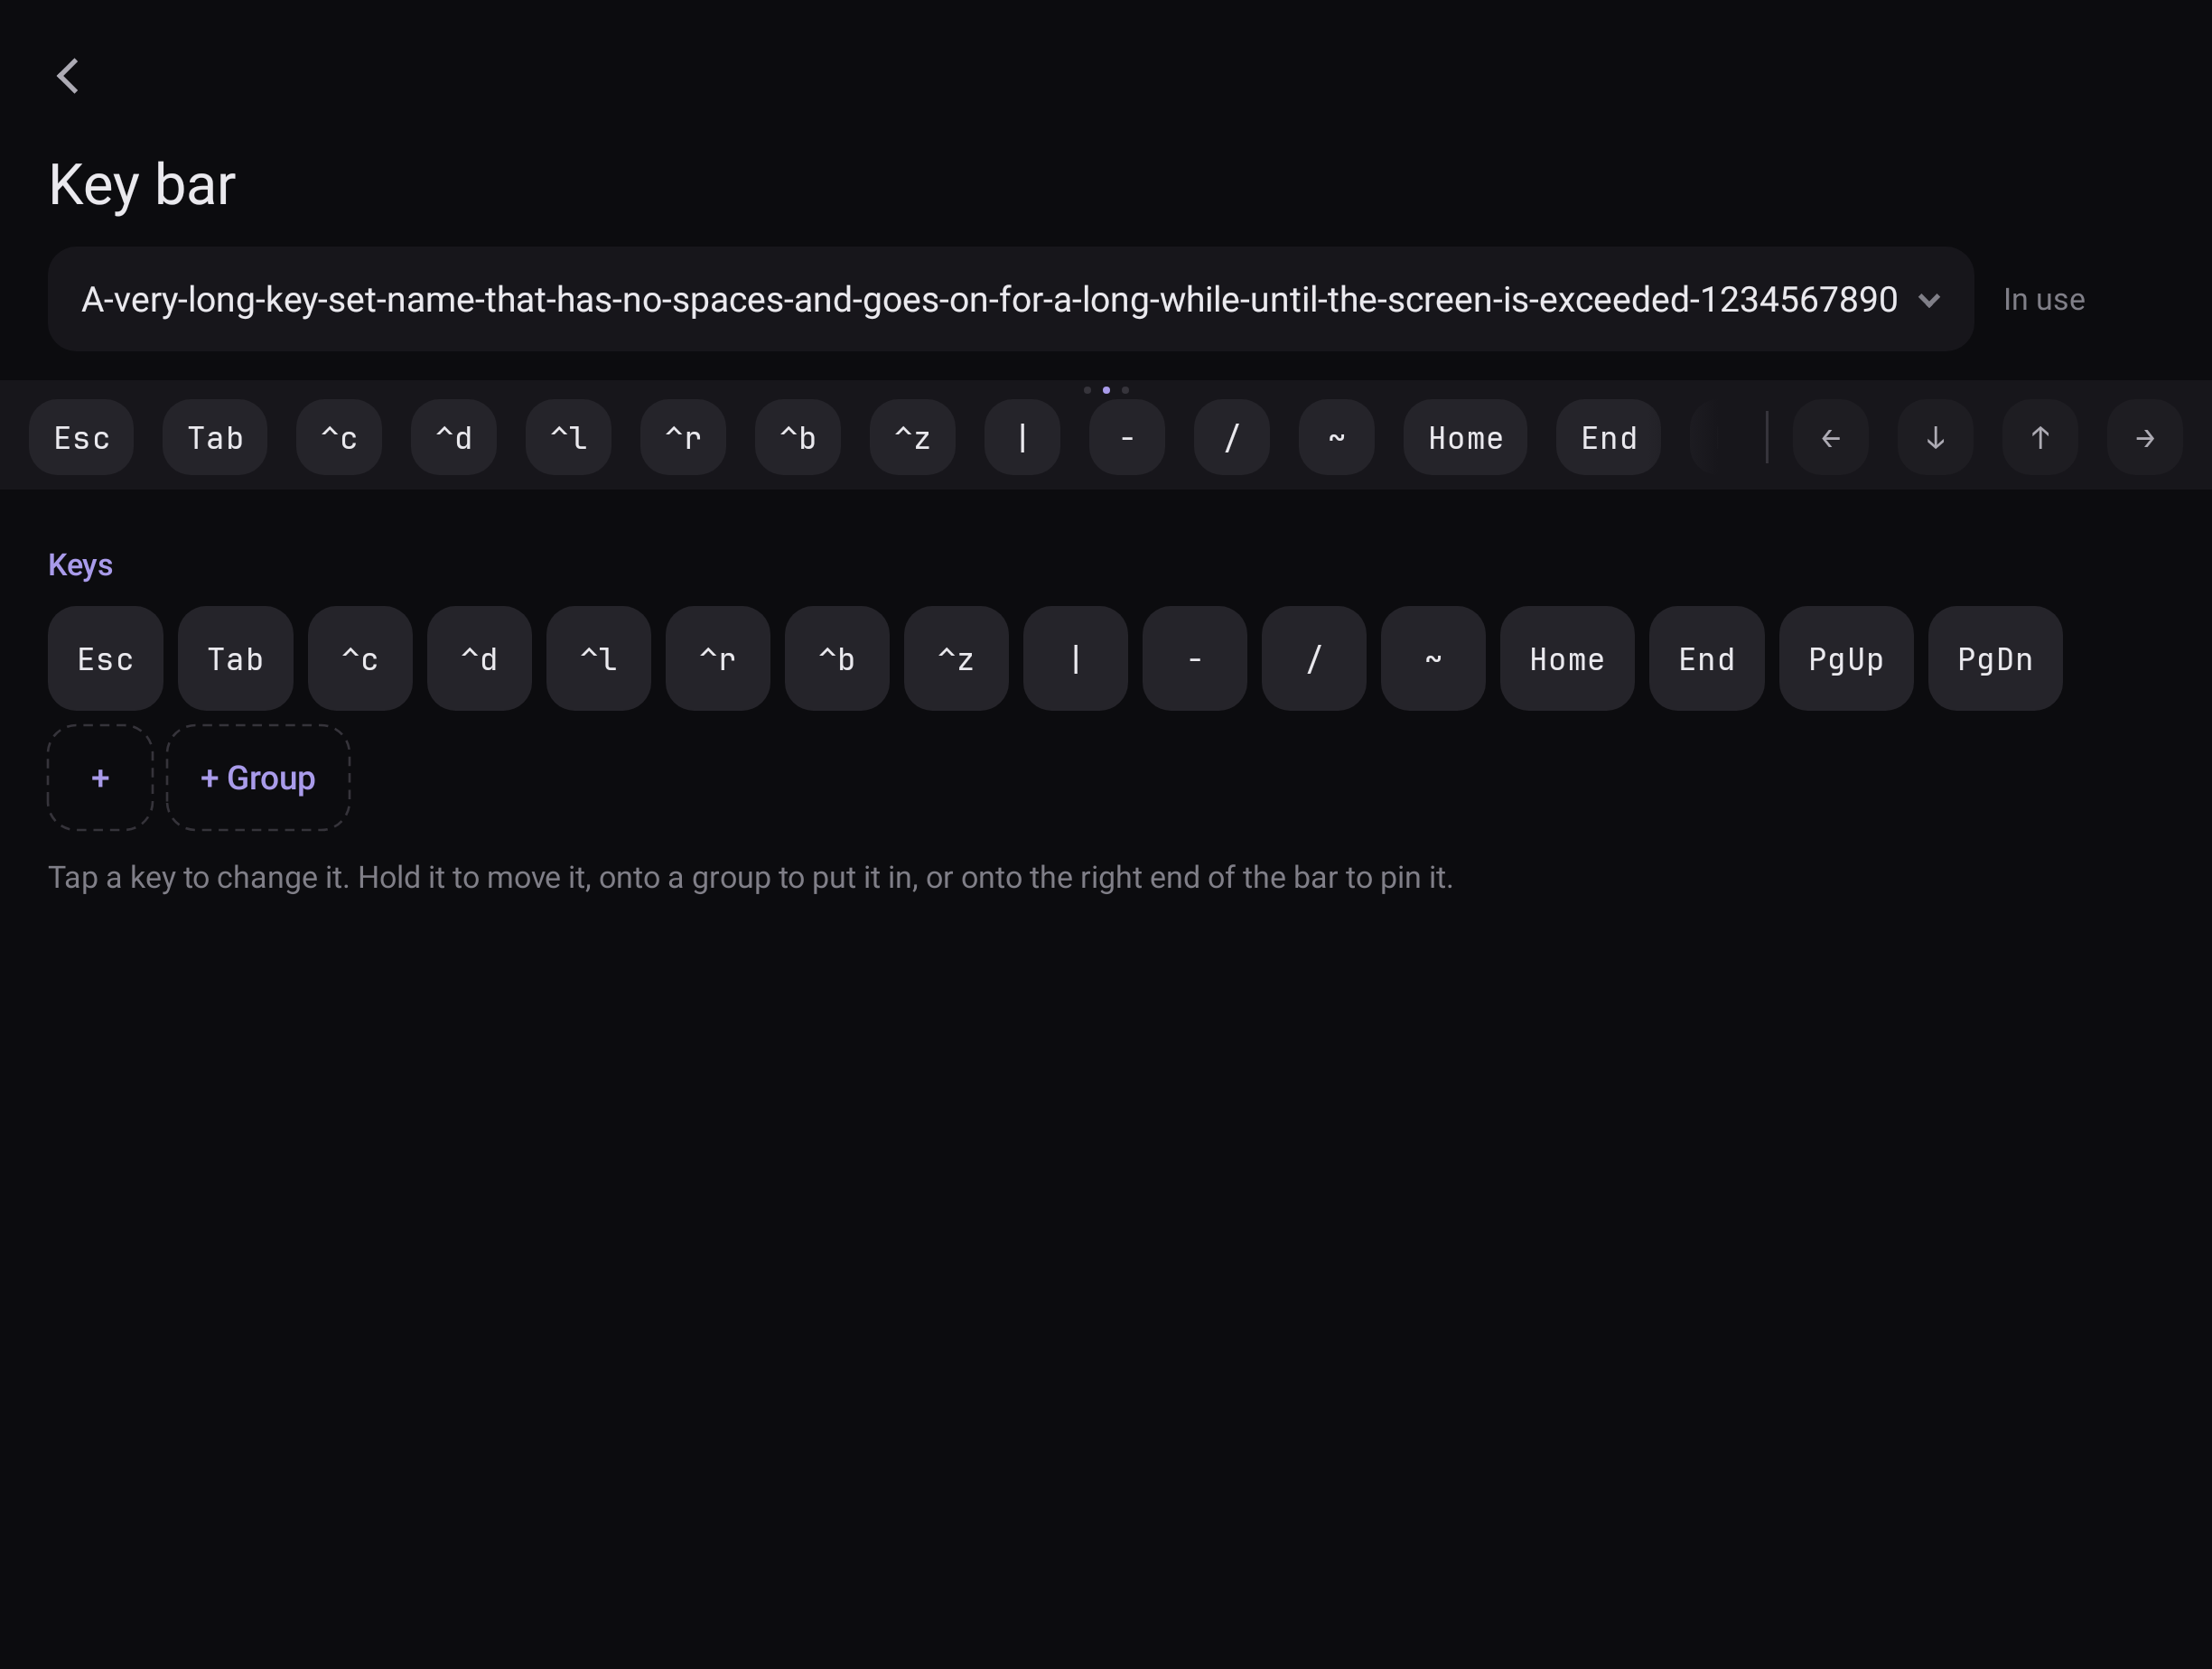 Key bar
A-very-long-key-set-name-that-has-no-spaces-and-goes-on-for-a-long-while-until-the-screen-is-exceeded-1234567890 In use
Esc Tab ^c ^d ^l ^r ^b ^z | - / ~ Home End ← ↓ ↑ →
Keys
Esc Tab ^c ^d ^l ^r ^b ^z | - / ~ Home End PgUp PgDn
+ + Group
Tap a key to change it. Hold it to move it, onto a group to put it in, or onto the right end of the bar to pin it.